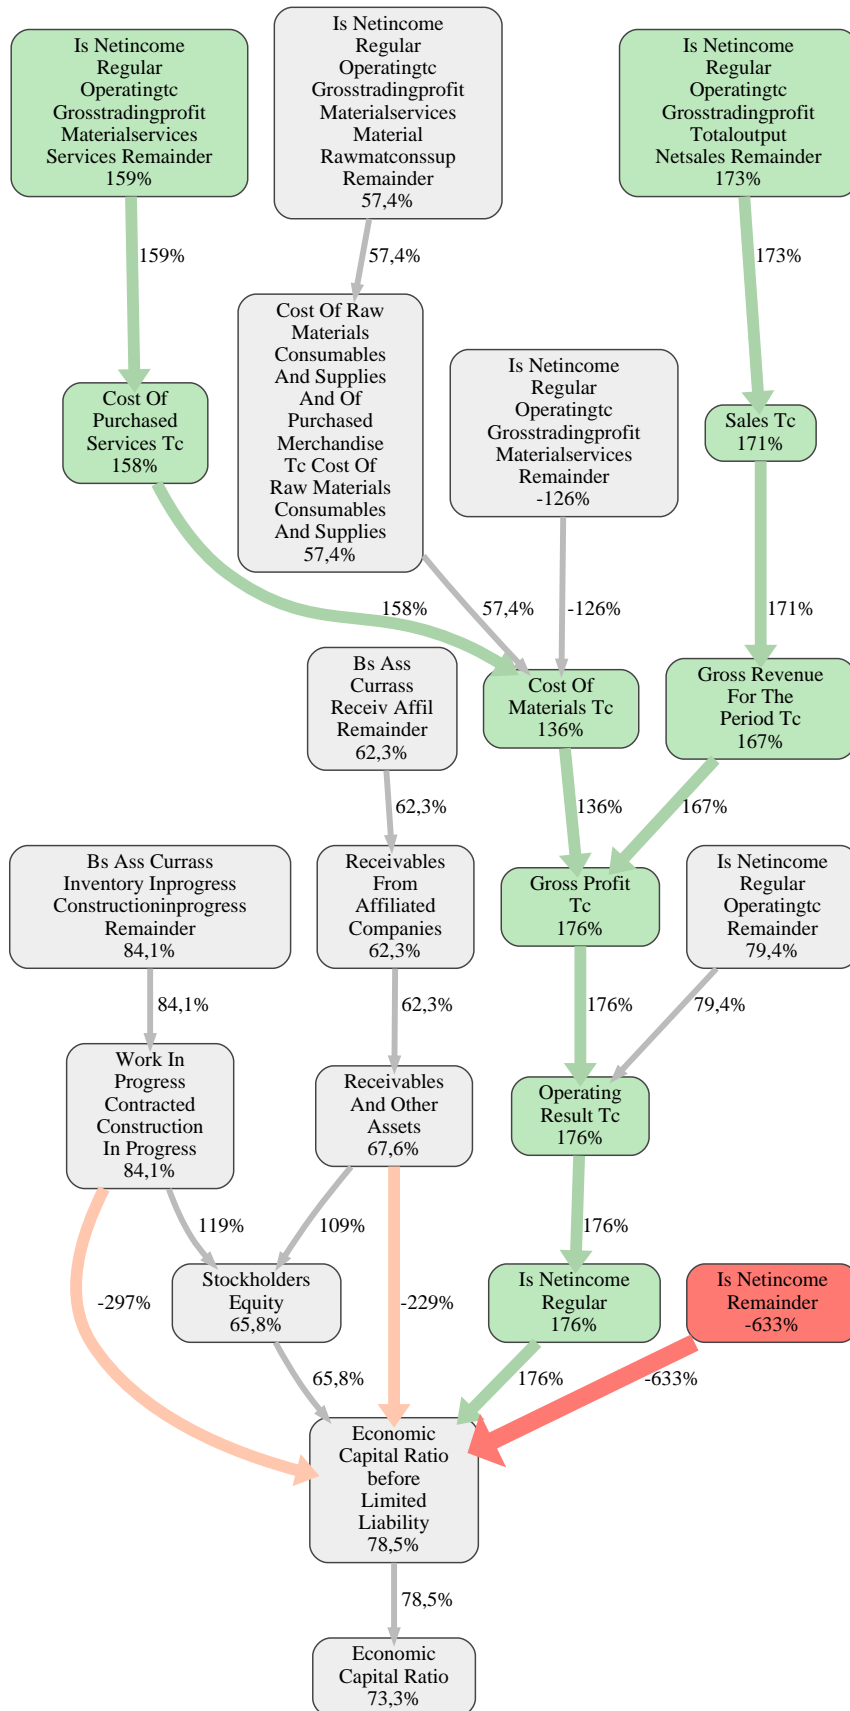 Is Netincome
Regular
Operatingtc
Grosstradingprofit
Materialservices
Services Remainder
159%
Is Netincome
Regular
Operatingtc
Grosstradingprofit
Materialservices
Material
Rawmatconssup
Remainder
57,4%
Is Netincome
Regular
Operatingtc
Grosstradingprofit
Totaloutput
Netsales Remainder
173%
159%
57,4%
173%
Cost Of
Purchased
Services Tc
158%
Cost Of Raw
Materials
Consumables
And Supplies
And Of
Purchased
Merchandise
Tc Cost Of
Raw Materials
Consumables
And Supplies
57,4%
Is Netincome
Regular
Operatingtc
Grosstradingprofit
Materialservices
Remainder
-126%
Sales Tc
171%
158%
57,4%
-126%
171%
Bs Ass
Currass
Receiv Affil
Remainder
62,3%
Cost Of
Materials Tc
136%
Gross Revenue
For The
Period Tc
167%
62,3%
136%
167%
Bs Ass Currass
Inventory Inprogress
Constructioninprogress
Remainder
84,1%
Receivables
From
Affiliated
Companies
62,3%
Gross Profit
Tc
176%
Is Netincome
Regular
Operatingtc
Remainder
79,4%
84,1%
62,3%
176%
79,4%
Work In
Progress
Contracted
Construction
In Progress
84,1%
Receivables
And Other
Assets
67,6%
Operating
Result Tc
176%
119%
109%
176%
-297%
Stockholders
Equity
65,8%
-229%
Is Netincome
Regular
176%
Is Netincome
Remainder
-633%
65,8%
176%
-633%
Economic
Capital Ratio
before
Limited
Liability
78,5%
78,5%
Economic
Capital Ratio
73,3%